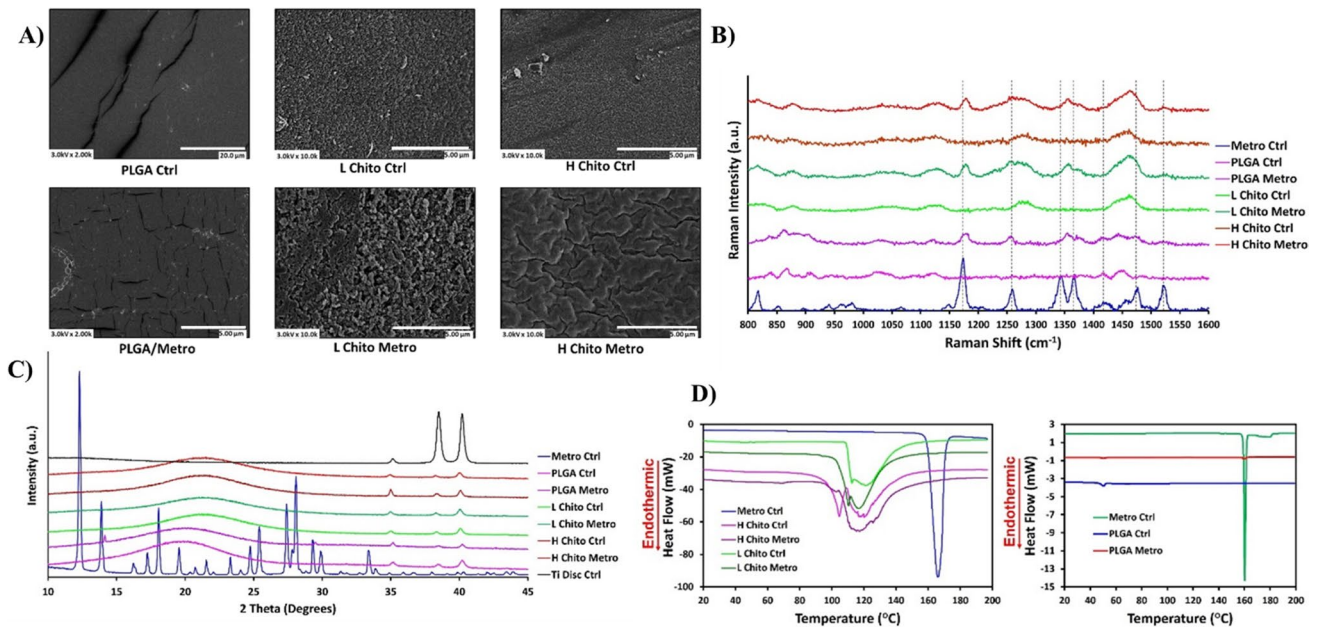 A)
3.0kV x 2.00k 20.0 µm
PLGA Ctrl
3.0kV x 10.0k 5.00 µm
L Chito Ctrl
3.0kV x 10.0k 5.00 µm
H Chito Ctrl
3.0kV x 2.00k 5.00 µm
PLGA/Metro
3.0kV x 10.0k 5.00 µm
L Chito Metro
3.0kV x 10.0k 5.00 µm
H Chito Metro
B)
Raman Intensity (a.u.)
Metro Ctrl
PLGA Ctrl
PLGA Metro
L Chito Ctrl
L Chito Metro
H Chito Ctrl
H Chito Metro
800 850 900 950 1000 1050 1100 1150 1200 1250 1300 1350 1400 1450 1500 1550 1600
Raman Shift (cm-1)
C)
Intensity (a.u.)
Metro Ctrl
PLGA Ctrl
PLGA Metro
L Chito Ctrl
L Chito Metro
H Chito Ctrl
H Chito Metro
Ti Disc Ctrl
10 15 20 25 30 35 40 45
2 Theta (Degrees)
D)
Endothermic
Heat Flow (mW)
0
-20
-40
-60
-80
-100
Metro Ctrl
H Chito Ctrl
H Chito Metro
L Chito Ctrl
L Chito Metro
20 40 60 80 100 120 140 160 180 200
Temperature (OC)
Endothermic
Heat Flow (mW)
3
1
-1
-3
-5
-7
-9
-11
-13
-15
Metro Ctrl
PLGA Ctrl
PLGA Metro
20 40 60 80 100 120 140 160 180 200
Temperature (OC)